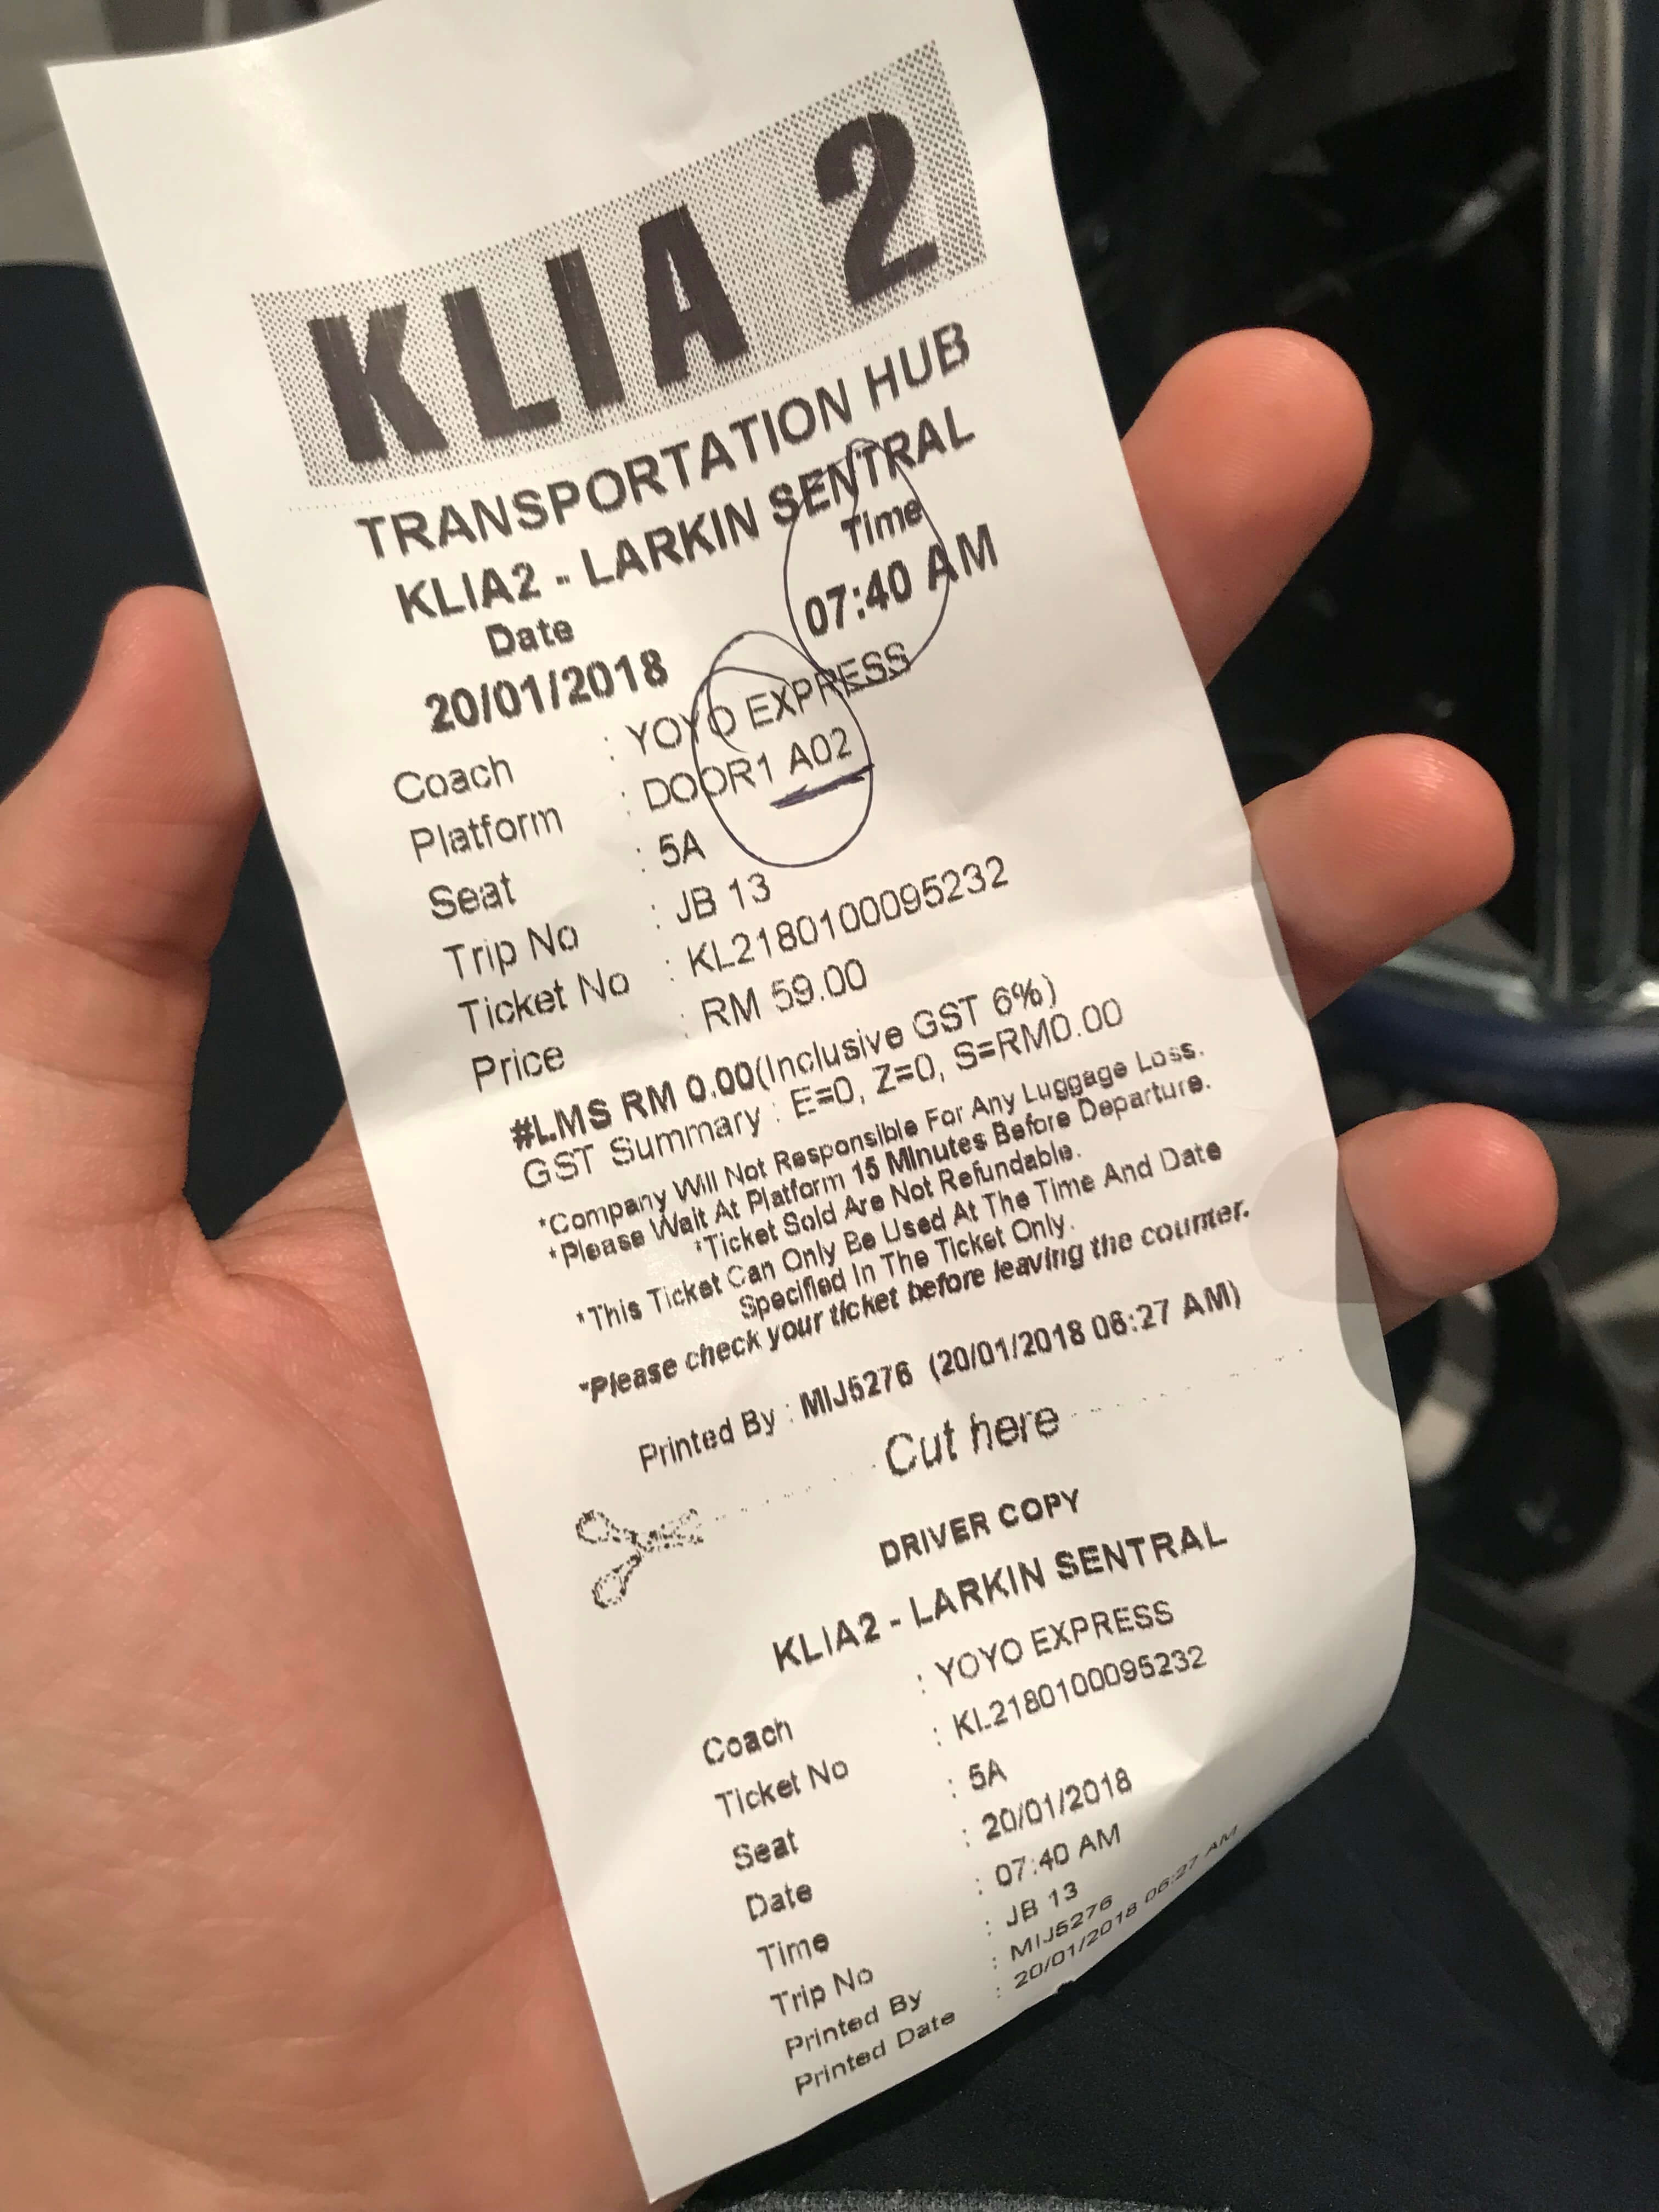 KLIA 2
TRANSPORTATION HUB
KLIA2 - LARKIN SENTRAL
Date Time
20/01/2018 07:40 AM
Coach : YOYO EXPRESS
Platform : DOOR1 A02
Seat : 5A
Trip No : JB 13
Ticket No : KL2180100095232
Price : RM 59.00
#LMS RM 0.00(Inclusive GST 6%)
GST Summary : E=0, Z=0, S=RM0.00
*Company Will Not Responsible For Any Luggage Loss.
*Please Wait At Platform 15 Minutes Before Departure.
*Ticket Sold Are Not Refundable.
*This Ticket Can Only Be Used At The Time And Date
Specified In The Ticket Only.
*Please check your ticket before leaving the counter.
Printed By : MIJ5276 (20/01/2018 06:27 AM)
Cut here
DRIVER COPY
KLIA2 - LARKIN SENTRAL
Coach : YOYO EXPRESS
Ticket No : KL2180100095232
Seat : 5A
Date : 20/01/2018
Time : 07:40 AM
Trip No : JB 13
Printed By : MIJ5276
Printed Date : 20/01/2018 06:27 AM